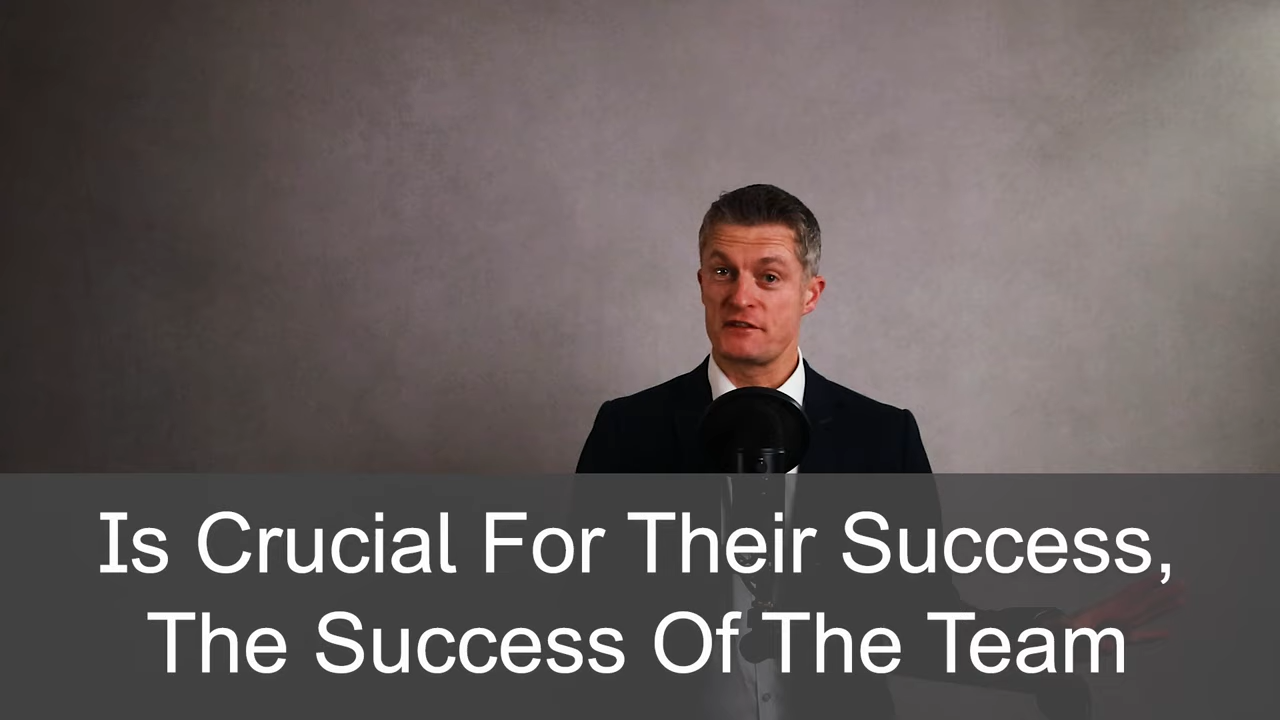 Is Crucial For Their Success,
The Success Of The Team